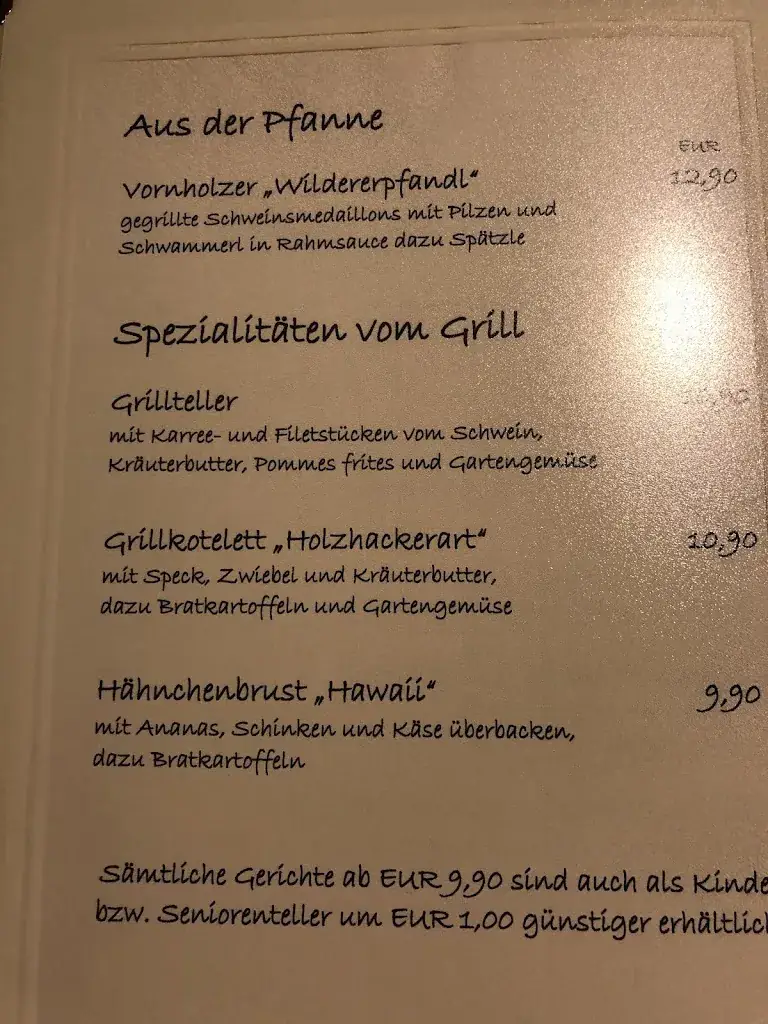 Aus der Pfanne
EUR
Vornholzer „Wildererpfandl“ 12,90
gegrillte Schweinsmedaillons mit Pilzen und
Schwammerl in Rahmsauce dazu Spätzle
Spezialitäten vom Grill
Grillteller
mit Karree- und Filetstücken vom Schwein,
Kräuterbutter, Pommes frites und Gartengemüse
Grillkotelett „Holzhackerart“ 10,90
mit Speck, Zwiebel und Kräuterbutter,
dazu Bratkartoffeln und Gartengemüse
Hähnchenbrust „Hawaii“ 9,90
mit Ananas, Schinken und Käse überbacken,
dazu Bratkartoffeln
Sämtliche Gerichte ab EUR 9,90 sind auch als Kinde
bzw. Seniorenteller um EUR 1,00 günstiger erhältlic